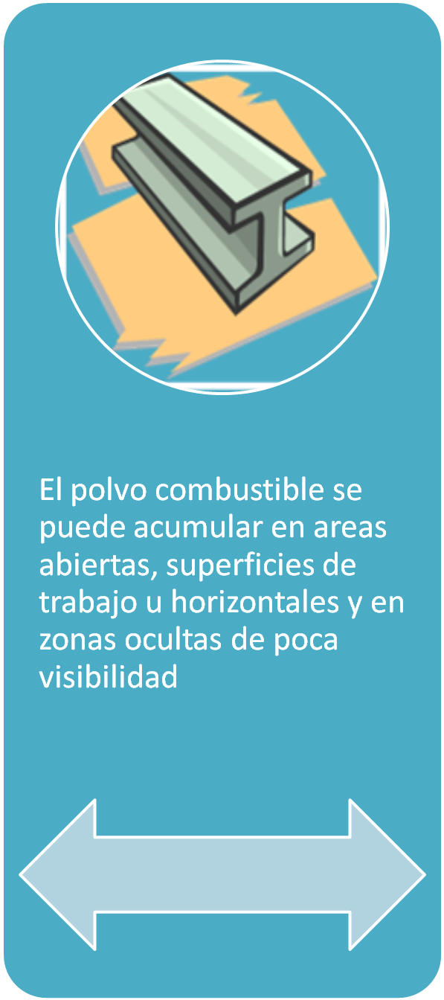 El polvo combustible se
puede acumular en areas
abiertas, superficies de
trabajo u horizontales y en
zonas ocultas de poca
visibilidad